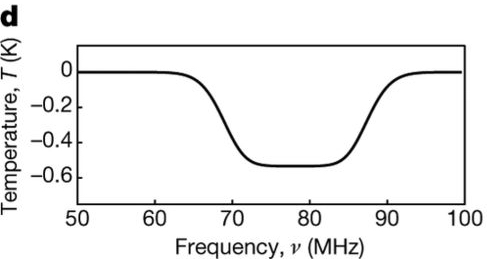 d
Temperature, T (K)
0
−0.2
−0.4
−0.6
50 60 70 80 90 100
Frequency, ν (MHz)